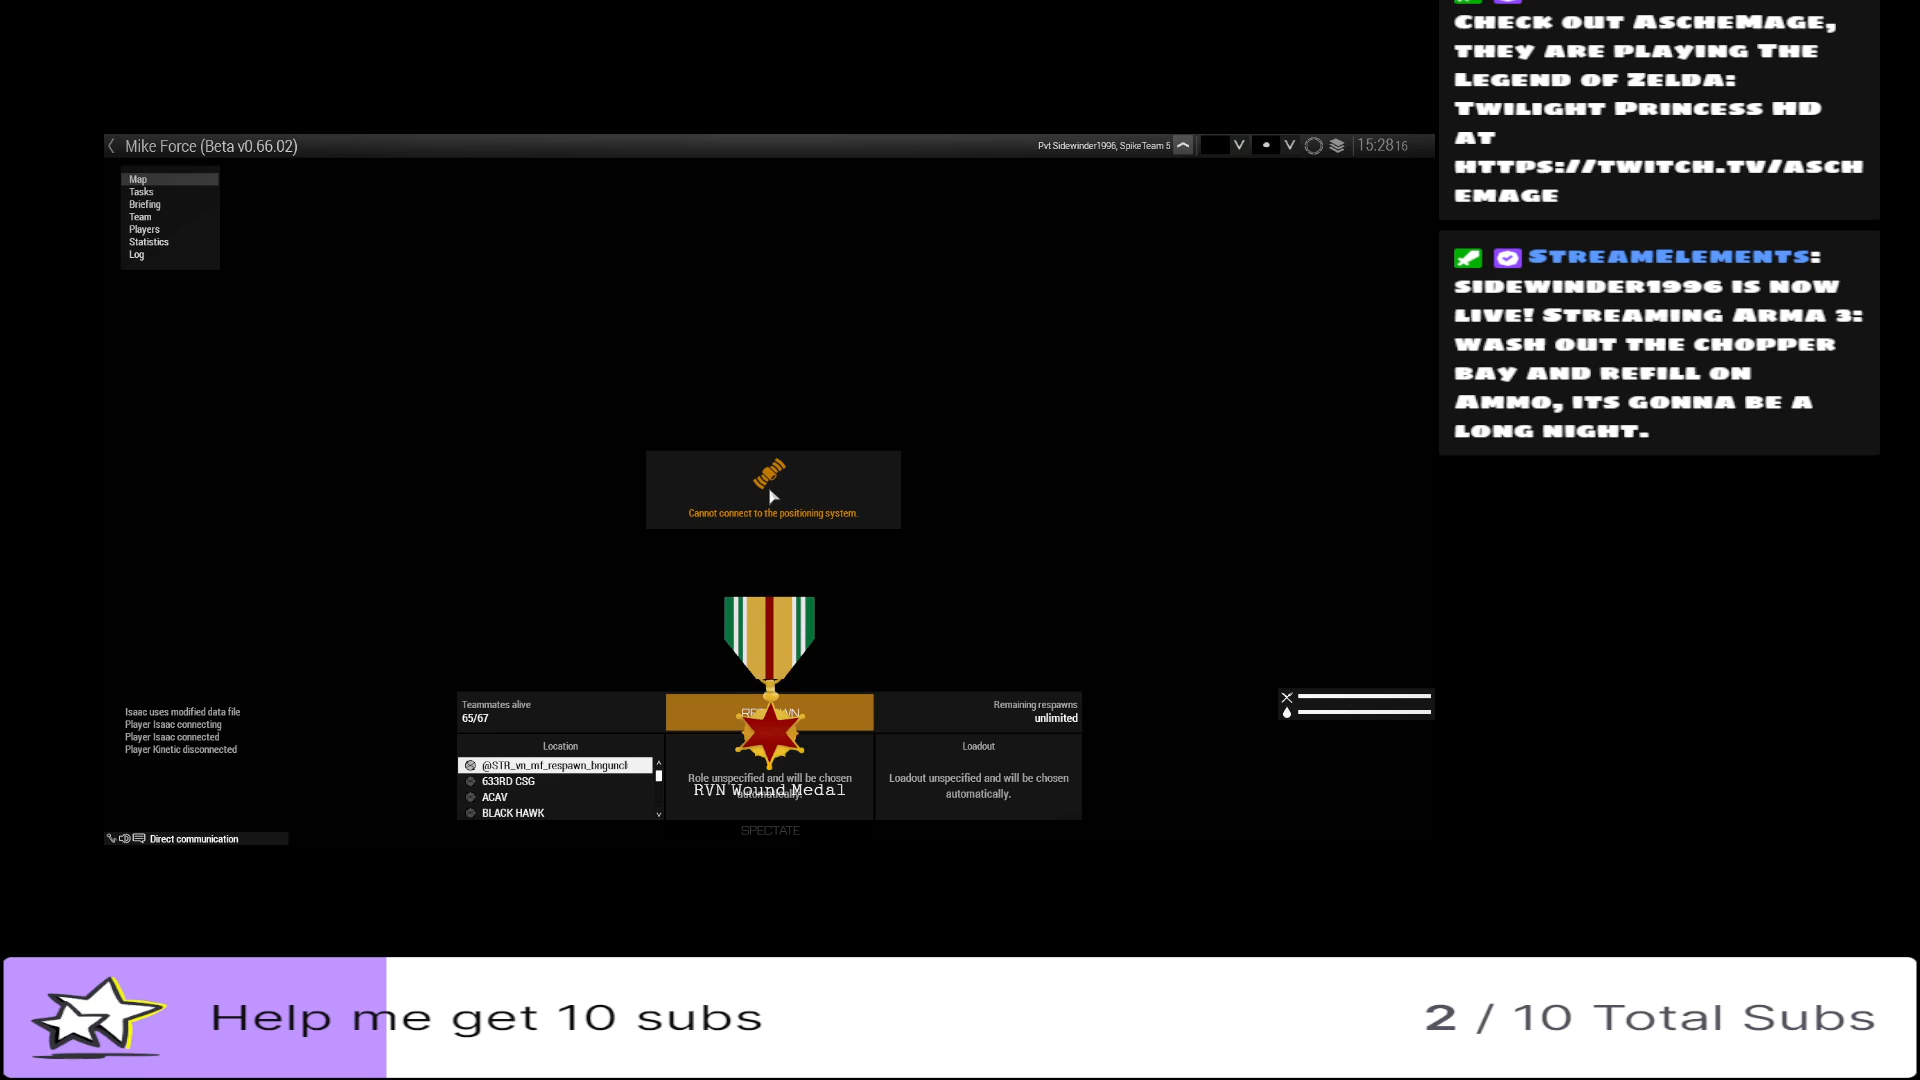 CHECK OUT ASCHEMAGE,
THEY ARE PLAYING THE
LEGEND OF ZELDA:
TWILIGHT PRINCESS HD
AT
HTTPS://TWITCH.TV/ASCH
EMAGE
STREAMELEMENTS:
SIDEWINDER1996 IS NOW
LIVE! STREAMING ARMA 3:
WASH OUT THE CHOPPER
BAY AND REFILL ON
AMMO, ITS GONNA BE A
LONG NIGHT.
Mike Force (Beta v0.66.02)
Pvt Sidewinder1996, SpikeTeam 5
15:28 16
Map
Tasks
Briefing
Team
Players
Statistics
Log
Cannot connect to the positioning system.
Teammates alive
65/67
Remaining respawns
unlimited
Location
@STR_vn_mf_respawn_bnguncl
633RD CSG
ACAV
BLACK HAWK
Role unspecified and will be chosen
automatically.
RVN Wound Medal
Loadout
Loadout unspecified and will be chosen
automatically.
SPECTATE
Isaac uses modified data file
Player Isaac connecting
Player Isaac connected
Player Kinetic disconnected
Direct communication
Help me get 10 subs
2 / 10 Total Subs